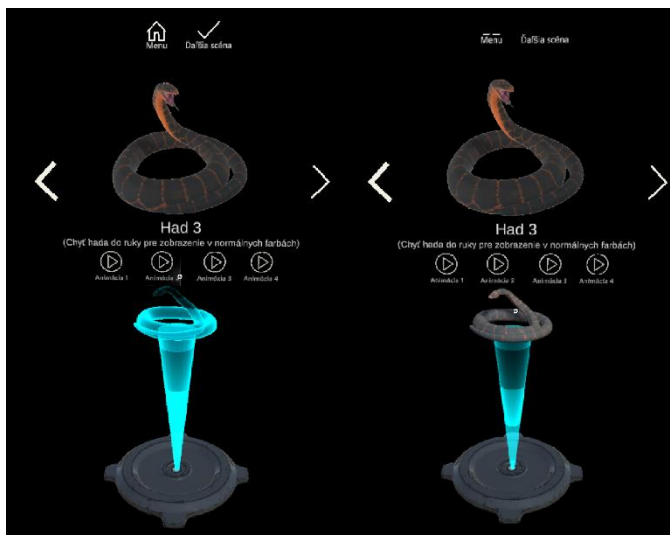 Menu Ďaľšia scéna
Had 3
(Chyť hada do ruky pre zobrazenie v normálnych farbách)
Animácia 1 Animácia 3 Animácia 4
Menu Ďaľšia scéna
Had 3
(Chyť hada do ruky pre zobrazenie v normálnych farbách)
Animácia 1 Animácia 2 Animácia 3 Animácia 4